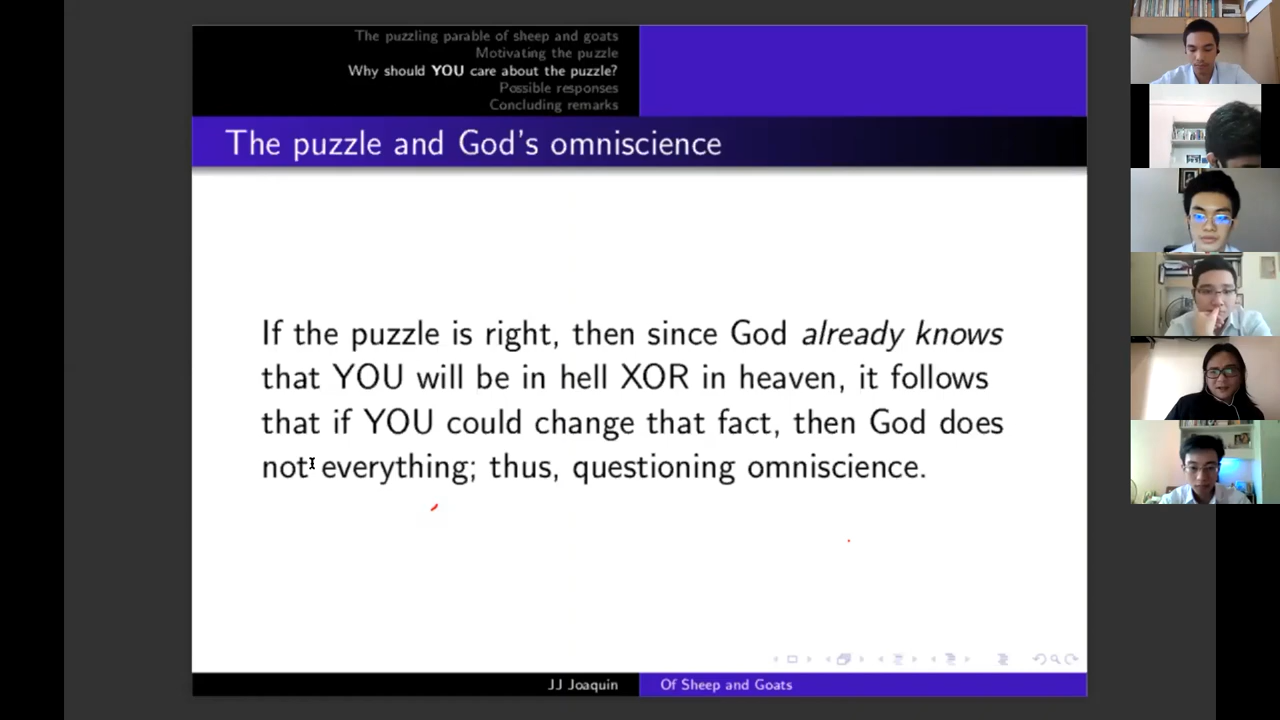 The puzzling parable of sheep and goats
Motivating the puzzle
Why should YOU care about the puzzle?
Possible responses
Concluding remarks
The puzzle and God's omniscience
If the puzzle is right, then since God already knows
that YOU will be in hell XOR in heaven, it follows
that if YOU could change that fact, then God does
not everything; thus, questioning omniscience.
JJ Joaquin
Of Sheep and Goats